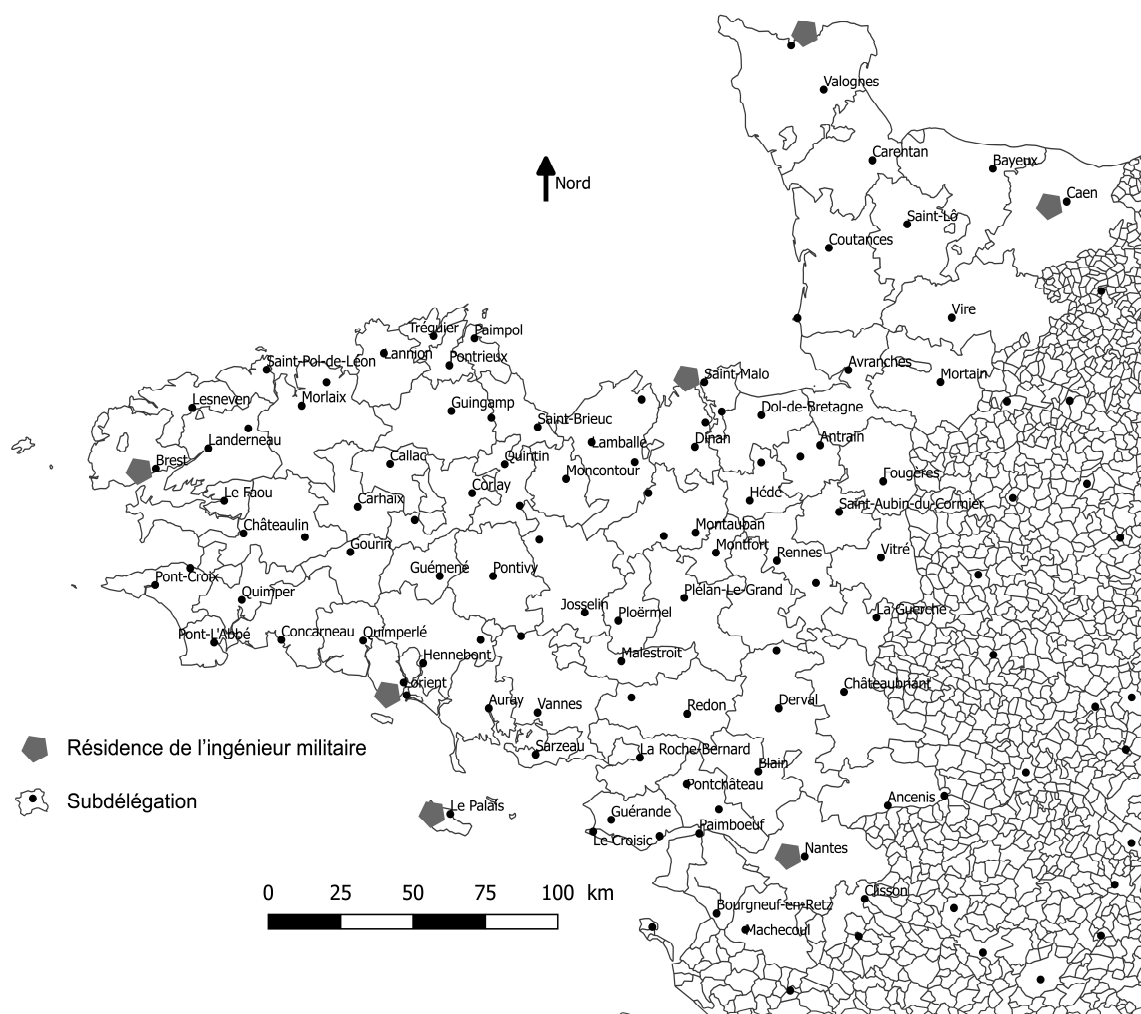 Valognes
Carentan
Bayeux
Nord
Caen
Saint-Lô
Coutances
Vire
Tréguier
Paimpol
Lannion
Pontrieux
Saint-Pol-de-Léon
Avranches
Saint-Malo
Mortain
Lesneven
Morlaix
Guingamp
Dol-de-Bretagne
Saint-Brieuc
Landerneau
Lamballe
Dinan
Antrain
Callac
Quintin
Brest
Moncontour
Fougères
Corlay
Le Faou
Carhaix
Hédé
Saint-Aubin-du-Cormier
Châteaulin
Montauban
Gourin
Montfort
Rennes
Vitré
Guémené
Pontivy
Pont-Croix
Quimper
Plélan-Le-Grand
Josselin
Ploërmel
La Guerche
Pont-L'Abbé
Concarneau
Quimperlé
Hennebont
Malestroit
Lorient
Châteaubriant
Auray
Vannes
Redon
Derval
Résidence de l'ingénieur militaire
Sarzeau
La Roche-Bernard
Blain
Pontchâteau
Subdélégation
Le Palais
Guérande
Ancenis
Paimboeuf
Le Croisic
Nantes
0 25 50 75 100 km
Clisson
Bourgneuf-en-Retz
Machecoul